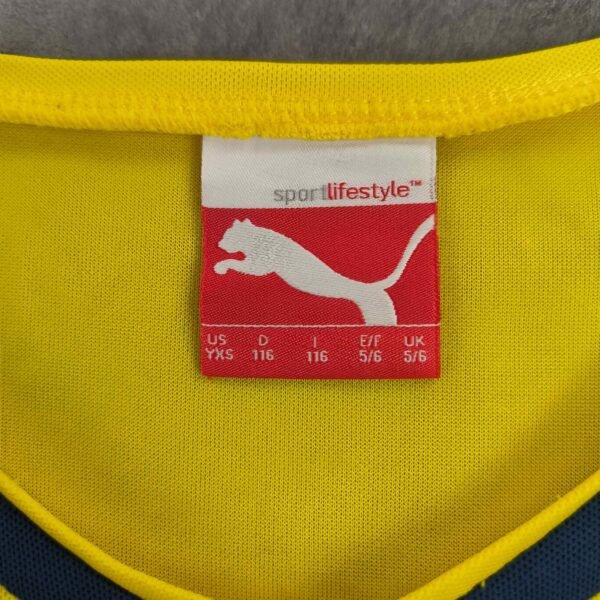 sportlifestyle™
US D I E/F UK
YXS 116 116 5/6 5/6